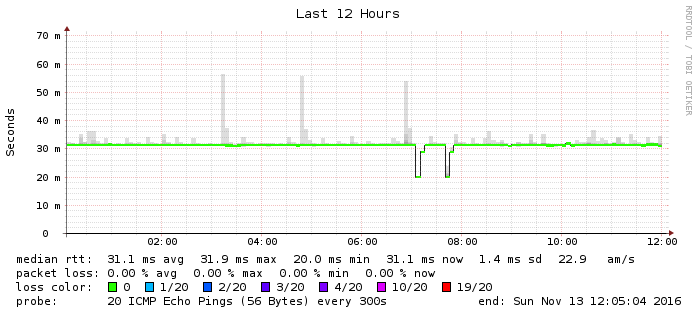 Last 12 Hours
RRDTOOL / TOBI OETIKER
Seconds
70 m
60 m
50 m
40 m
30 m
20 m
10 m
0
02:00 04:00 06:00 08:00 10:00 12:00
median rtt: 31.1 ms avg 31.9 ms max 20.0 ms min 31.1 ms now 1.4 ms sd 22.9 am/s
packet loss: 0.00 % avg 0.00 % max 0.00 % min 0.00 % now
loss color: 0 1/20 2/20 3/20 4/20 10/20 19/20
probe: 20 ICMP Echo Pings (56 Bytes) every 300s end: Sun Nov 13 12:05:04 2016